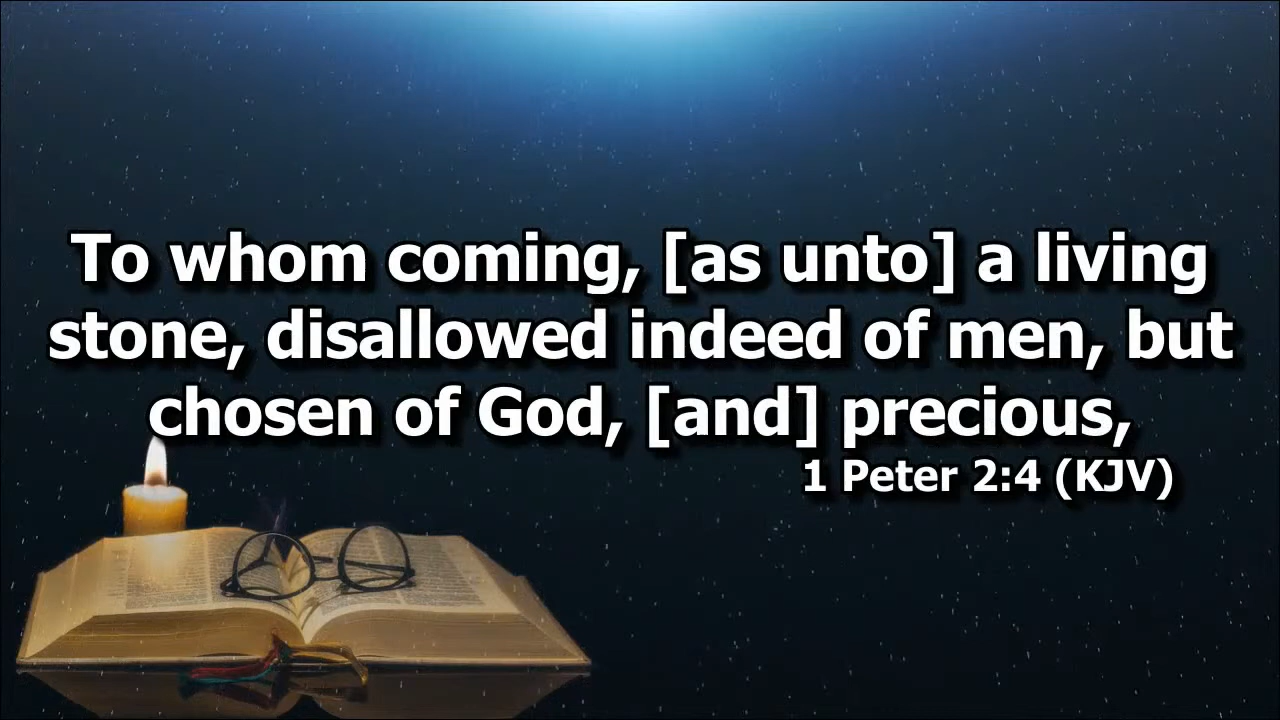 To whom coming, [as unto] a living
stone, disallowed indeed of men, but
chosen of God, [and] precious,
1 Peter 2:4 (KJV)